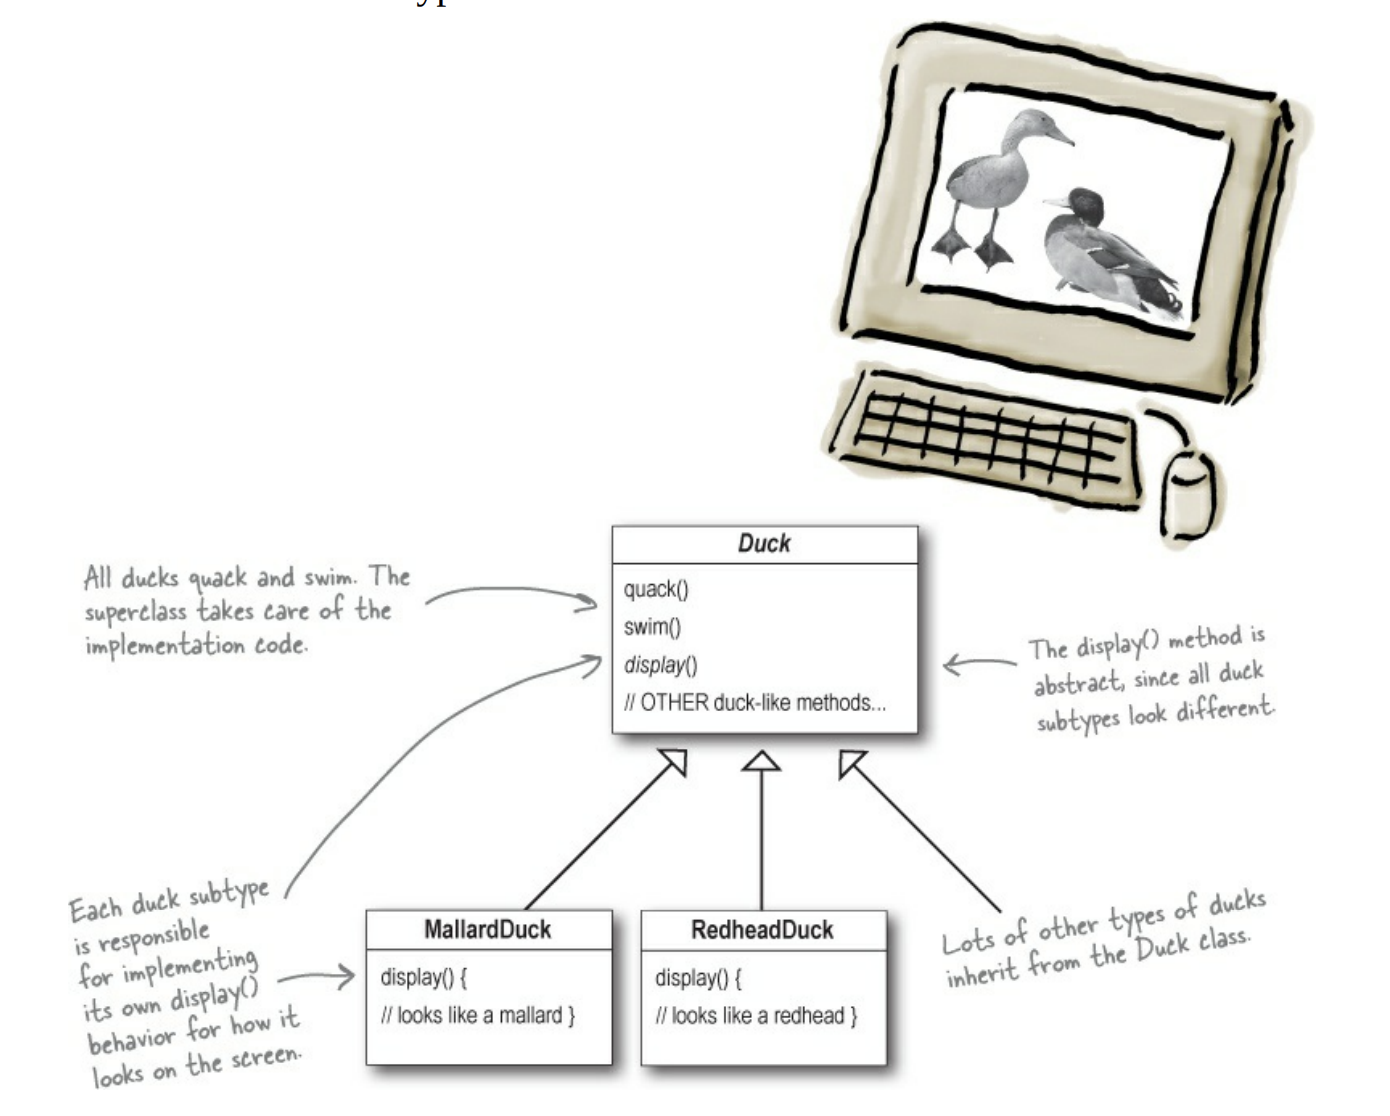 Duck
quack()
swim()
display()
// OTHER duck-like methods...
All ducks quack and swim. The
superclass takes care of the
implementation code.
The display() method is
abstract, since all duck
subtypes look different.
Each duck subtype
is responsible
for implementing
its own display()
behavior for how it
looks on the screen.
MallardDuck
display() {
// looks like a mallard }
RedheadDuck
display() {
// looks like a redhead }
Lots of other types of ducks
inherit from the Duck class.